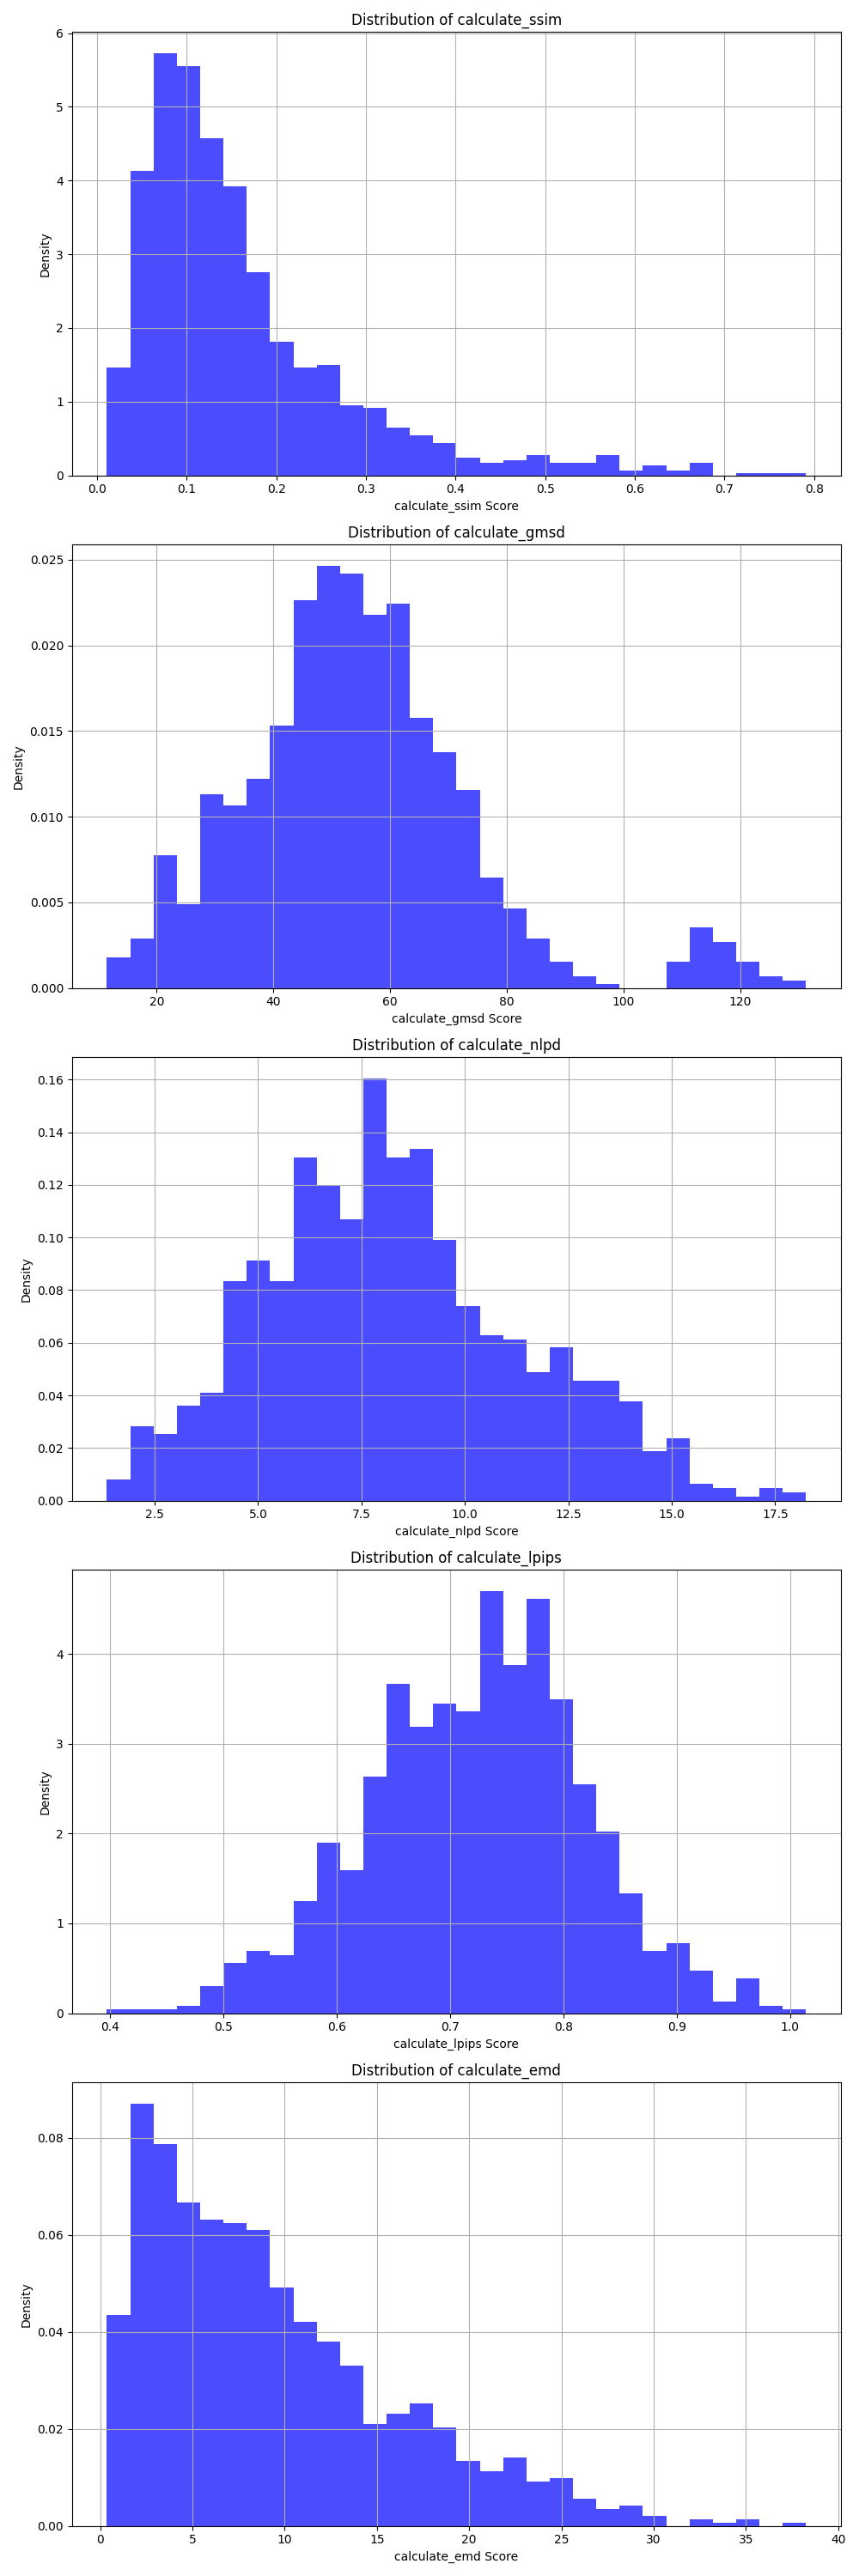 Distribution of calculate_ssim
6
5
4
3
2
1
0
Density
0.0 0.1 0.2 0.3 0.4 0.5 0.6 0.7 0.8
calculate_ssim Score
Distribution of calculate_gmsd
0.025
0.020
0.015
0.010
0.005
0.000
Density
20 40 60 80 100 120
calculate_gmsd Score
Distribution of calculate_nlpd
0.16
0.14
0.12
0.10
0.08
0.06
0.04
0.02
0.00
Density
2.5 5.0 7.5 10.0 12.5 15.0 17.5
calculate_nlpd Score
Distribution of calculate_lpips
4
3
2
1
0
Density
0.4 0.5 0.6 0.7 0.8 0.9 1.0
calculate_lpips Score
Distribution of calculate_emd
0.08
0.06
0.04
0.02
0.00
Density
0 5 10 15 20 25 30 35 40
calculate_emd Score